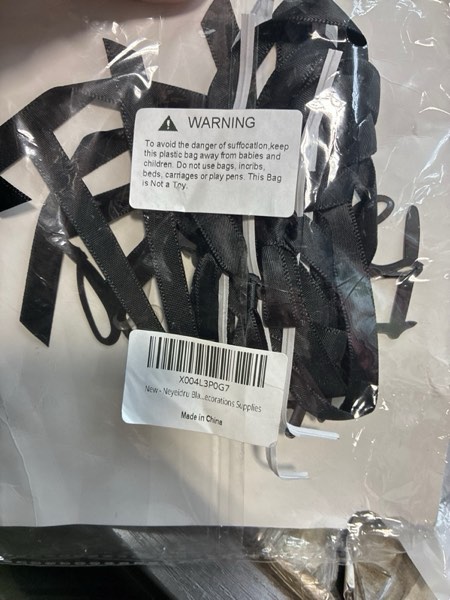 WARNING
To avoid the danger of suffocation,keep
this plastic bag away from babies and
children. Do not use bags, incribs,
beds, carriages or play pens. This Bag
is Not a Toy.
X004L3P0G7
New - Neyeidru Bla...ecorations Supplies
Made in China